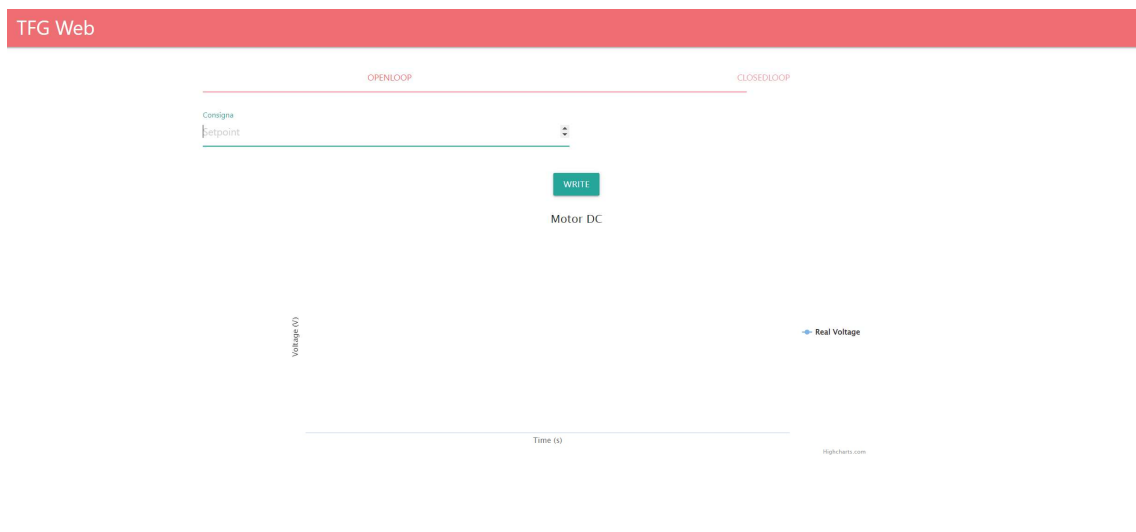 TFG Web
OPENLOOP CLOSEDLOOP
Consigna
Setpoint
WRITE
Motor DC
Voltage (V)
Real Voltage
Time (s)
Highcharts.com